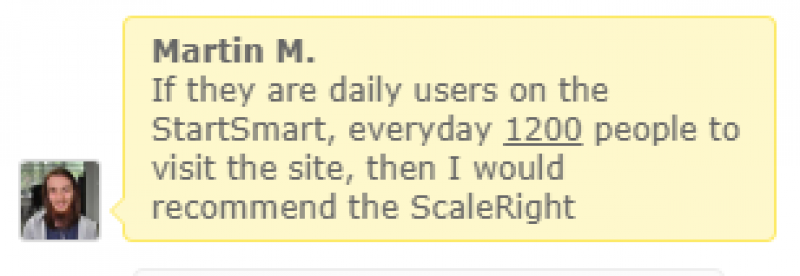 Martin M.
If they are daily users on the
StartSmart, everyday 1200 people to
visit the site, then I would
recommend the ScaleRight